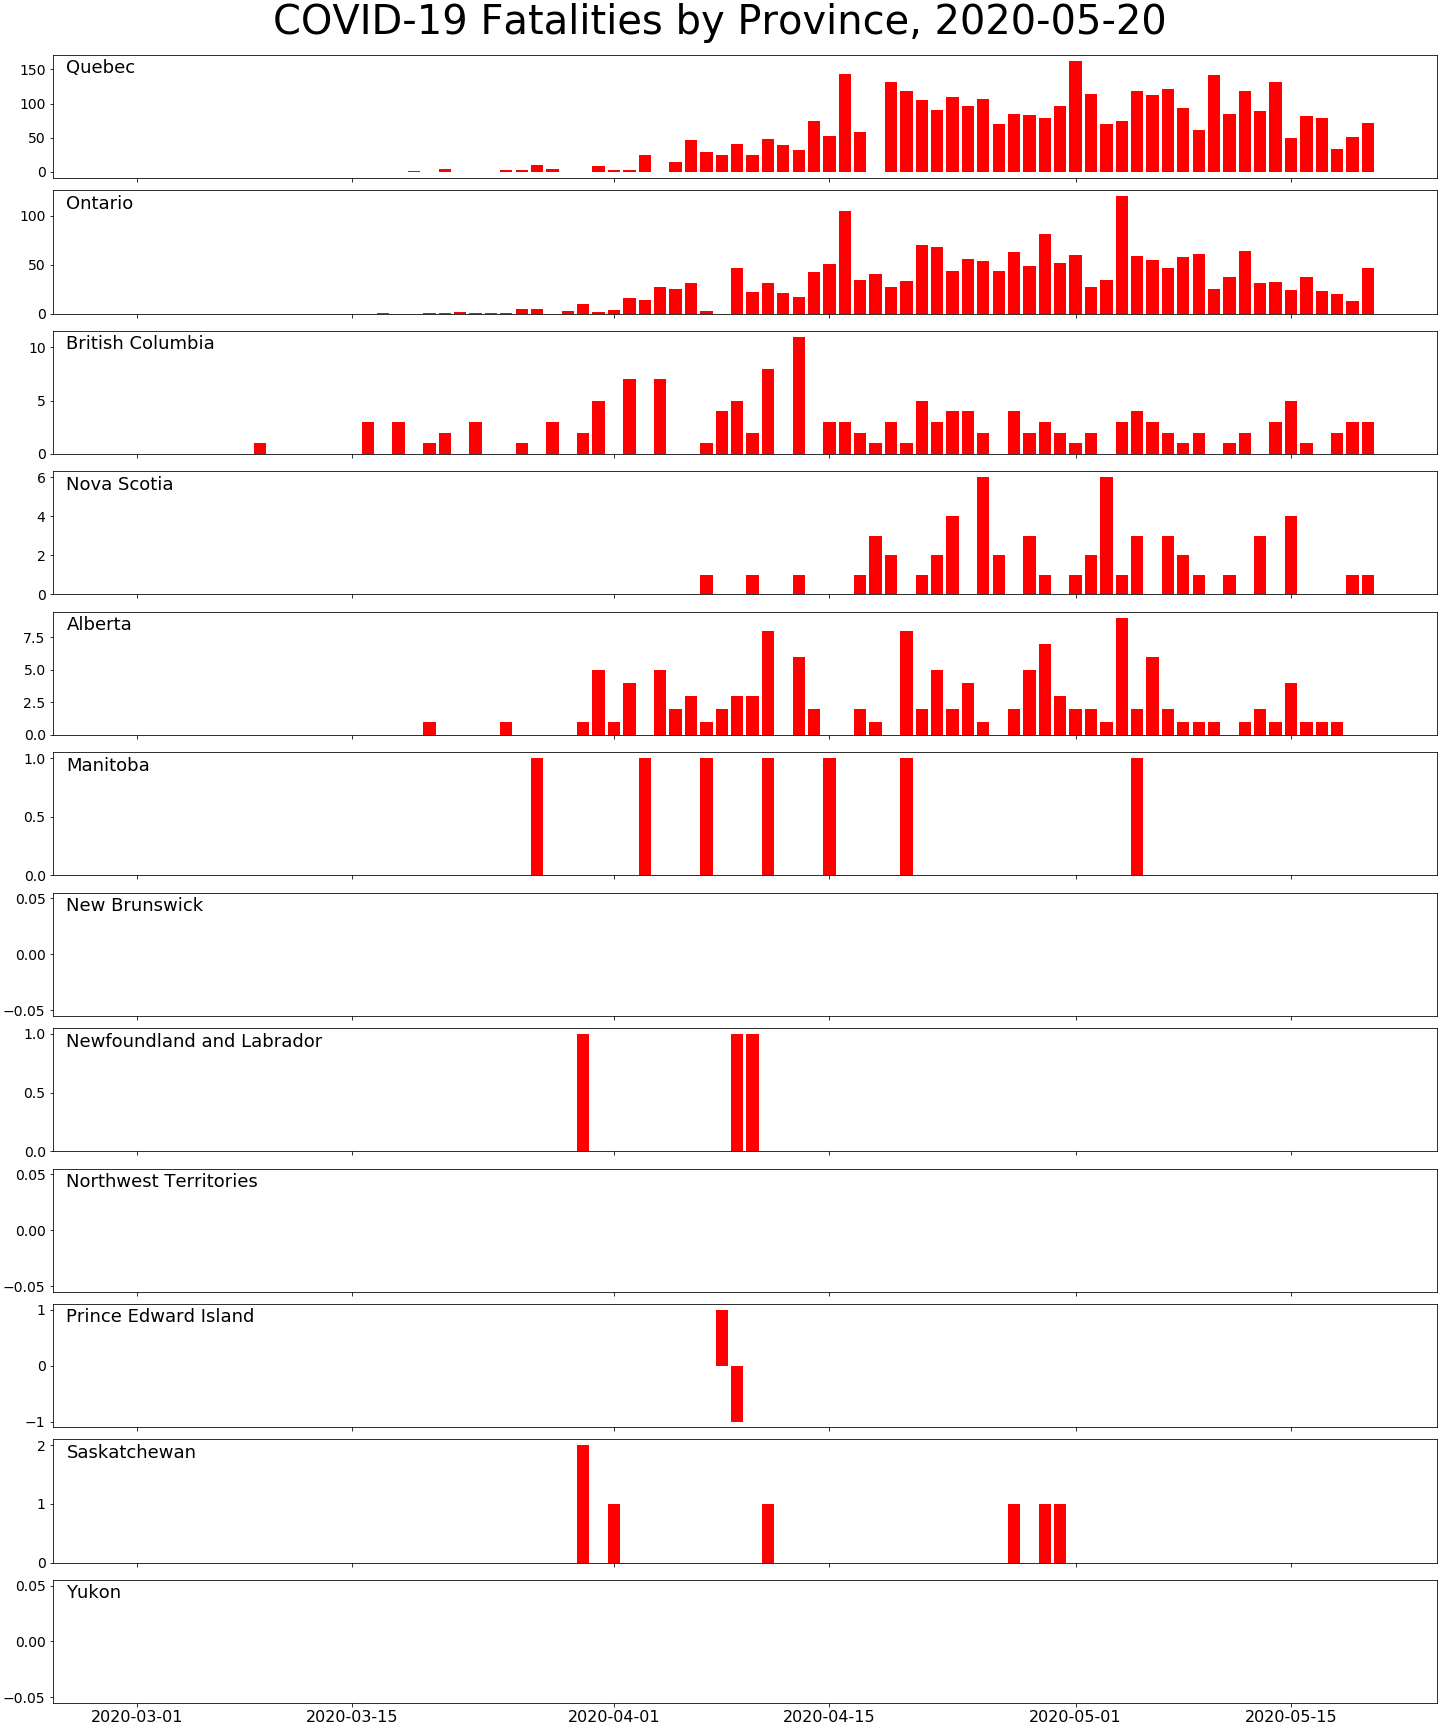 COVID-19 Fatalities by Province, 2020-05-20
Quebec
150
100
50
0
Ontario
100
50
0
British Columbia
10
5
0
Nova Scotia
6
4
2
0
Alberta
7.5
5.0
2.5
0.0
Manitoba
1.0
0.5
0.0
New Brunswick
0.05
0.00
−0.05
Newfoundland and Labrador
1.0
0.5
0.0
Northwest Territories
0.05
0.00
−0.05
Prince Edward Island
1
0
−1
Saskatchewan
2
1
0
Yukon
0.05
0.00
−0.05
2020-03-01 2020-03-15 2020-04-01 2020-04-15 2020-05-01 2020-05-15